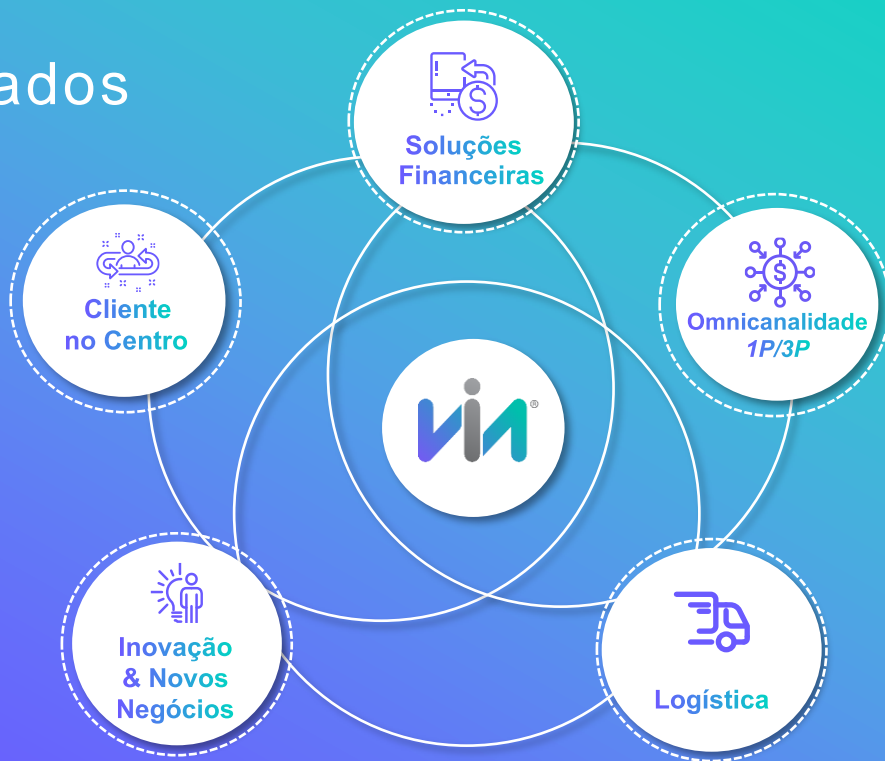 ados
Soluções
Financeiras
Cliente
no Centro
Omnicanalidade
1P/3P
via®
Inovação
& Novos
Negócios
Logística